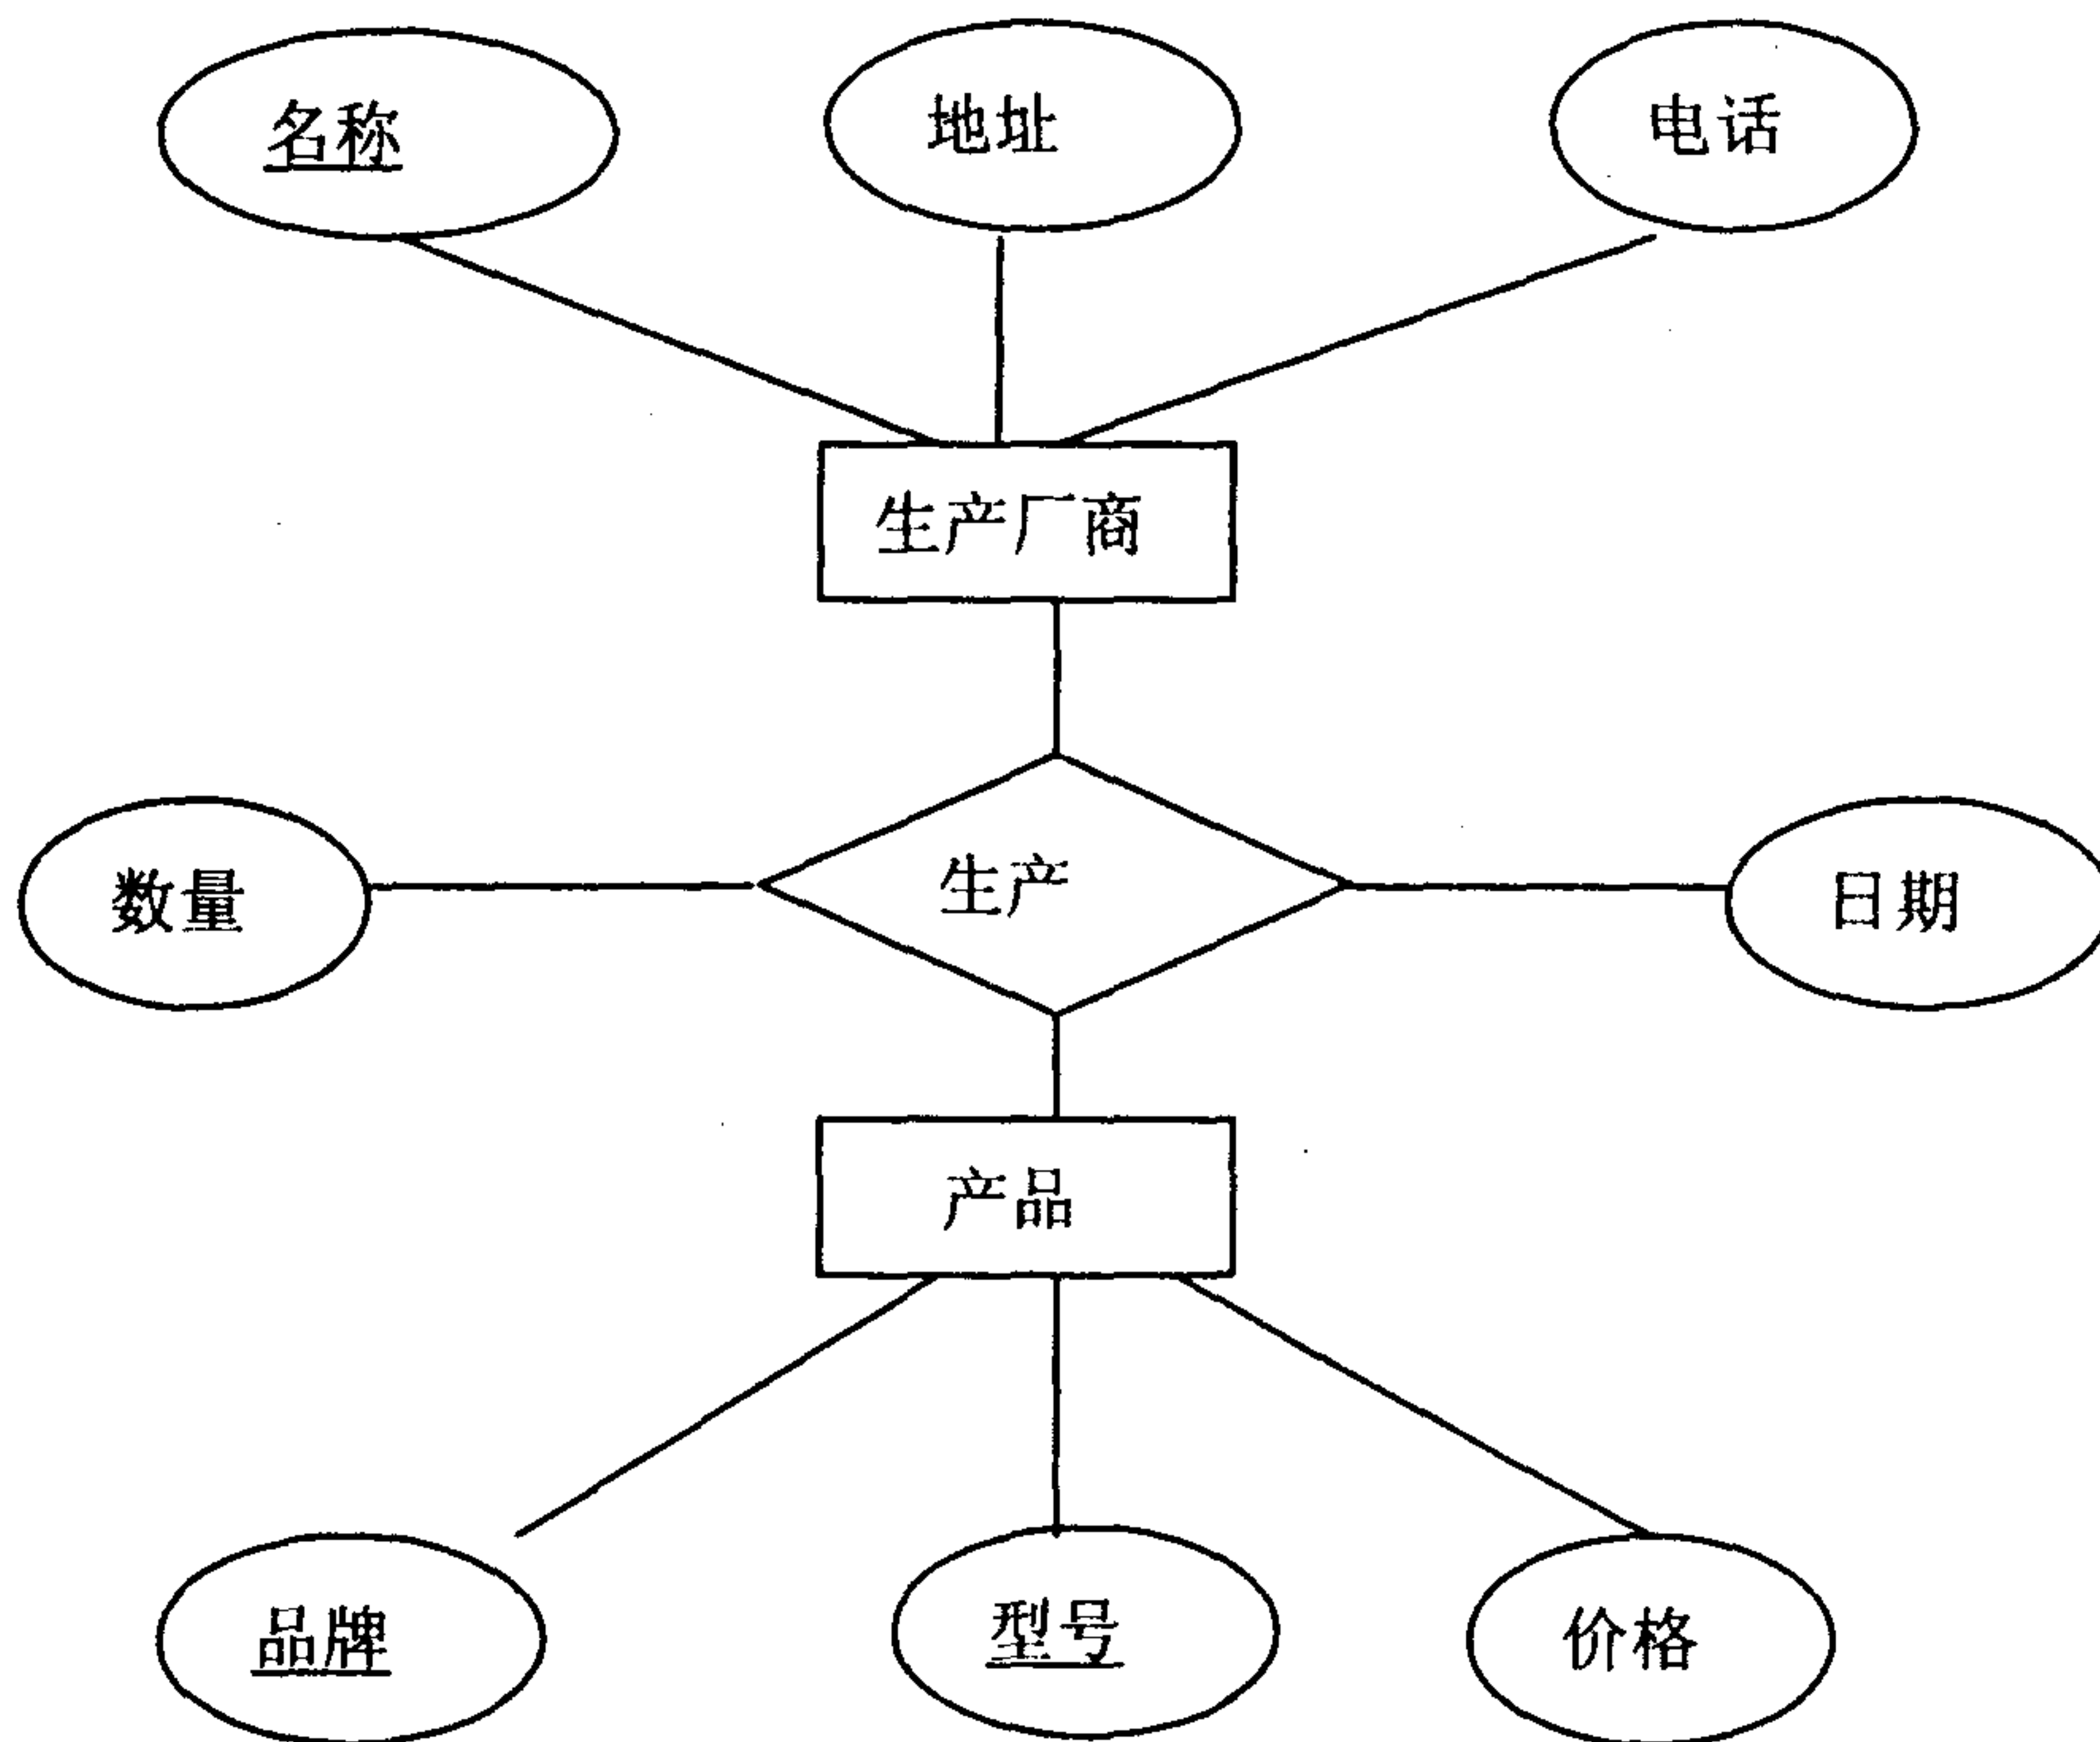 名称
地址
电话
生产厂商
数量
生产
日期
产品
品牌
型号
价格